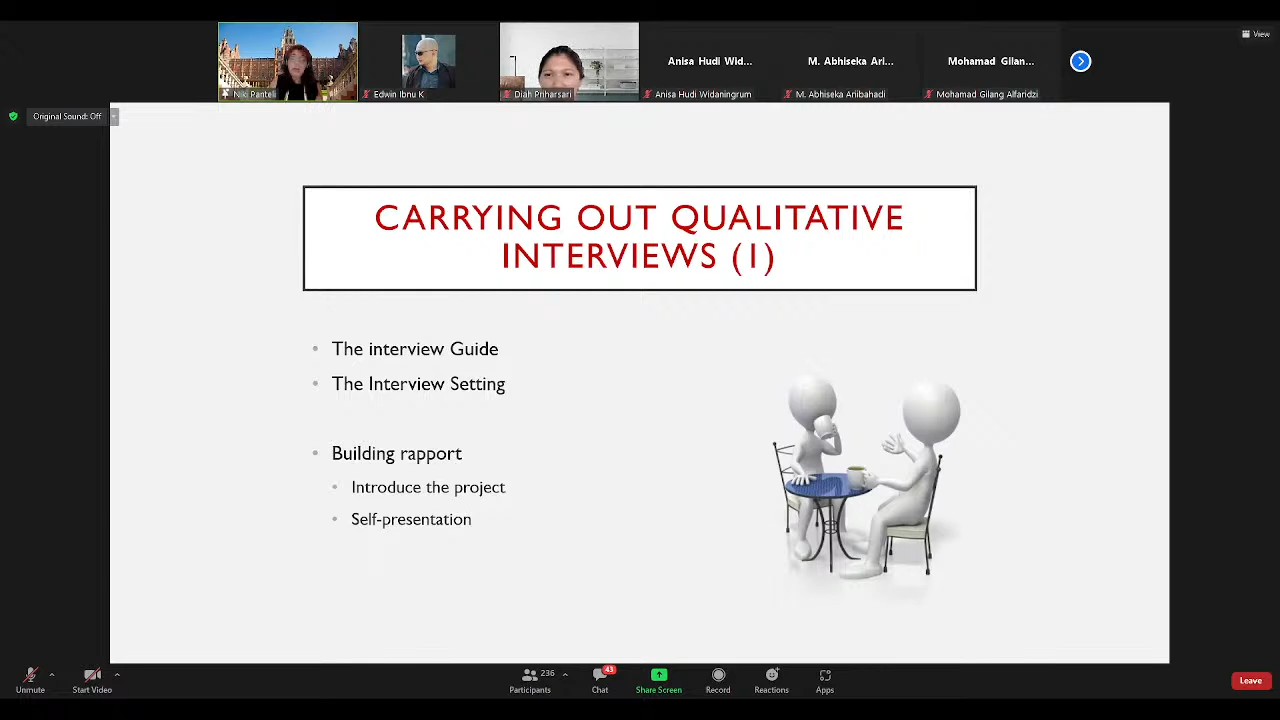 View
Anisa Hudi Wid...
M. Abhiseka Ari...
Mohamad Gilan...
Niki Panteli
Edwin Ibnu K
Diah Priharsari
Anisa Hudi Widaningrum
M. Abhiseka Ariibahadi
Mohamad Gilang Alfaridzi
Original Sound: Off
CARRYING OUT QUALITATIVE
INTERVIEWS (1)
• The interview Guide
• The Interview Setting
• Building rapport
• Introduce the project
• Self-presentation
Unmute
Start Video
236
Participants
43
Chat
Share Screen
Record
Reactions
Apps
Leave